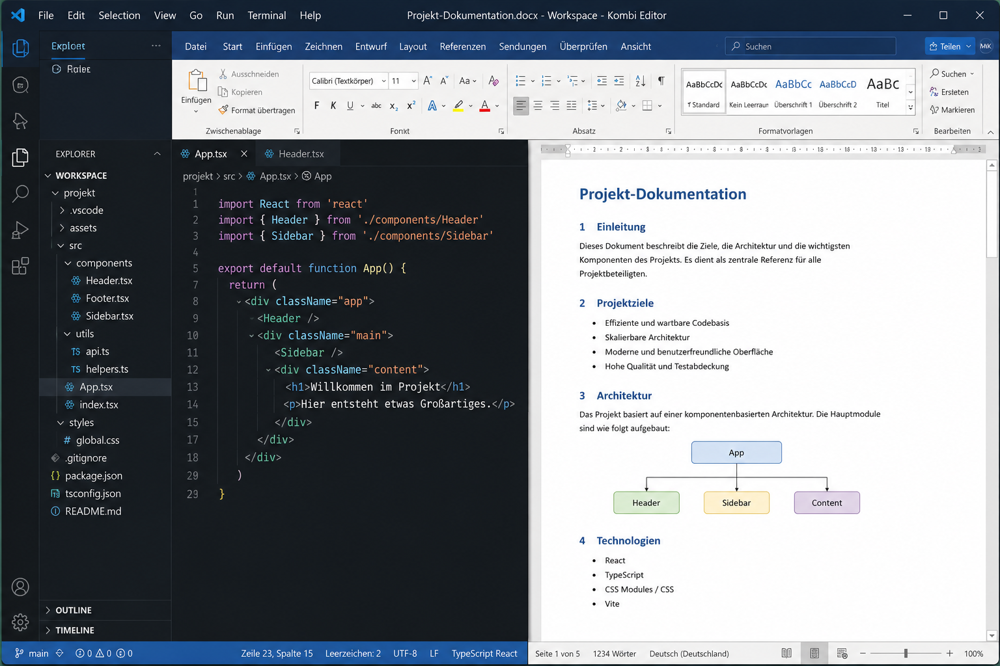 File Edit Selection View Go Run Terminal Help
Projekt-Dokumentation.docx - Workspace - Kombi Editor
Datei Start Einfügen Zeichnen Entwurf Layout Referenzen Sendungen Überprüfen Ansicht
Suchen
Teilen
Einfügen
Ausschneiden
Kopieren
Format übertragen
Zwischenablage
Calibri (Textkörper) 11
Aa
F K U abc x₂ x² A A
Fonkt
Absatz
AaBbCcDc AaBbCcDc AaBbCc AaBbCcD AaBbC
¶ Standard Kein Leerraun Überschrift 1 Überschrift 2 Titel
Formatvorlagen
Suchen
Ersteten
Markieren
Bearbeiten
EXPLORER
WORKSPACE
projekt
.vscode
assets
src
components
Header.tsx
Footer.tsx
Sidebar.tsx
utils
TS api.ts
TS helpers.ts
App.tsx
index.tsx
styles
# global.css
.gitignore
{} package.json
tsconfig.json
README.md
OUTLINE
TIMELINE
App.tsx Header.tsx
projekt > src > App.tsx > App
1
1 import React from 'react'
2 import { Header } from './components/Header'
3 import { Sidebar } from './components/Sidebar'
4
5 export default function App() {
7 return (
8 <div className="app">
9 <Header />
10 <div className="main">
11 <Sidebar />
12 <div className="content">
13 <h1>Willkommen im Projekt</h1>
14 <p>Hier entsteht etwas Großartiges.</p>
15 </div>
17 </div>
18 </div>
29 )
23 }
Projekt-Dokumentation
1 Einleitung
Dieses Dokument beschreibt die Ziele, die Architektur und die wichtigsten
Komponenten des Projekts. Es dient als zentrale Referenz für alle
Projektbeteiligten.
2 Projektziele
• Effiziente und wartbare Codebasis
• Skalierbare Architektur
• Moderne und benutzerfreundliche Oberfläche
• Hohe Qualität und Testabdeckung
3 Architektur
Das Projekt basiert auf einer komponentenbasierten Architektur. Die Hauptmodule
sind wie folgt aufgebaut:
App
Header Sidebar Content
4 Technologien
• React
• TypeScript
• CSS Modules / CSS
• Vite
main 0 0 0
Zeile 23, Spalte 15 Leerzeichen: 2 UTF-8 LF TypeScript React
Seite 1 von 5 1234 Wörter Deutsch (Deutschland)
100%